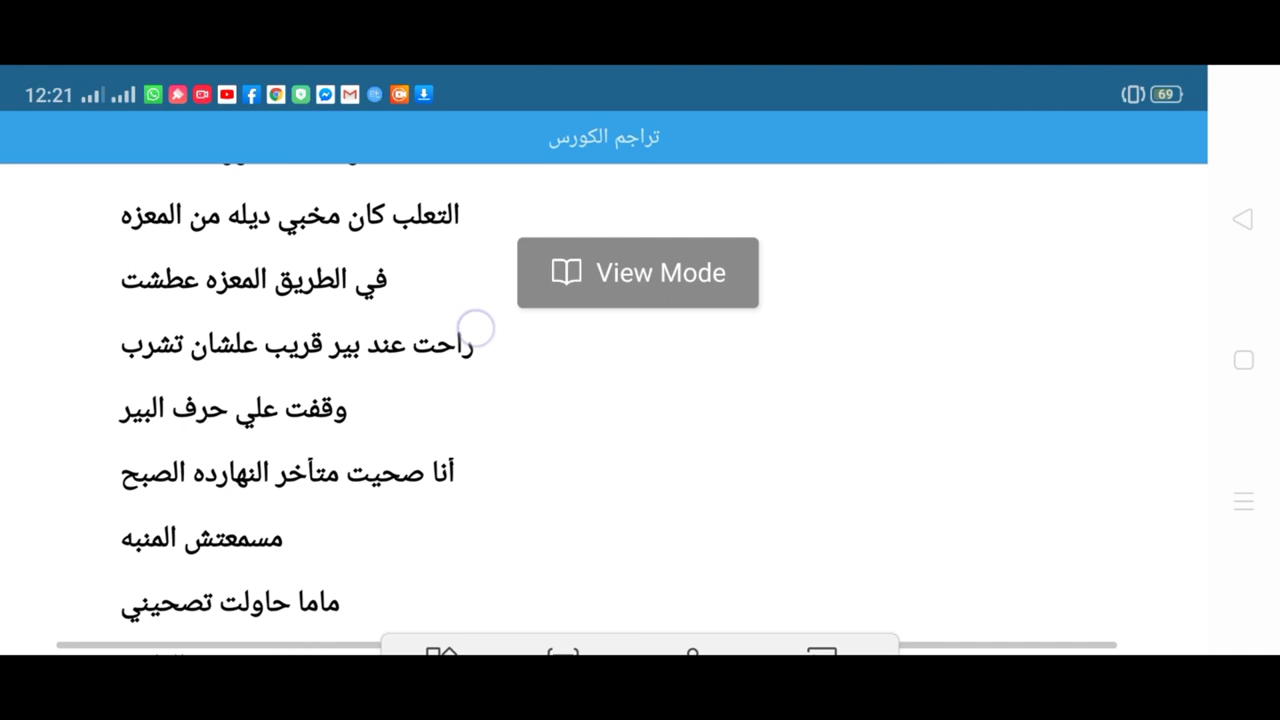 12:21
69
تراجم الكورس
التعلب كان مخبي ديله من المعزه
View Mode
في الطريق المعزه عطشت
راحت عند بير قريب علشان تشرب
وقفت علي حرف البير
أنا صحيت متأخر النهارده الصبح
مسمعتش المنبه
ماما حاولت تصحيني